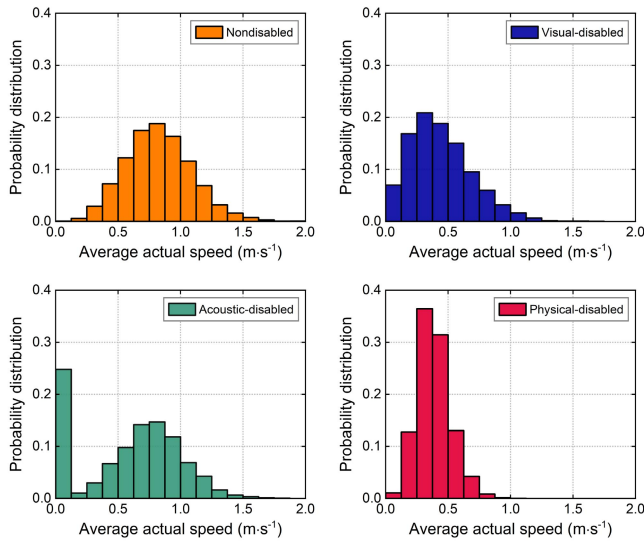 Nondisabled
Probability distribution
0.4
0.3
0.2
0.1
0.0
0.0 0.5 1.0 1.5 2.0
Average actual speed (m·s⁻¹)
Visual-disabled
Probability distribution
0.4
0.3
0.2
0.1
0.0
0.0 0.5 1.0 1.5 2.0
Average actual speed (m·s⁻¹)
Acoustic-disabled
Probability distribution
0.4
0.3
0.2
0.1
0.0
0.0 0.5 1.0 1.5 2.0
Average actual speed (m·s⁻¹)
Physical-disabled
Probability distribution
0.4
0.3
0.2
0.1
0.0
0.0 0.5 1.0 1.5 2.0
Average actual speed (m·s⁻¹)